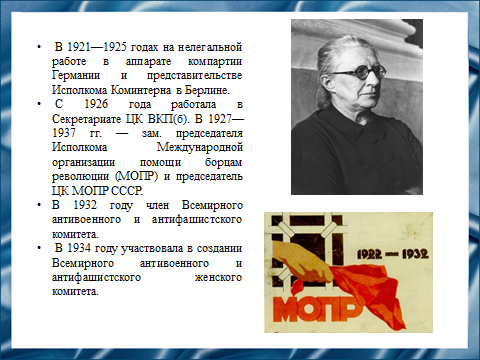 • В 1921—1925 годах на нелегальной
работе в аппарате компартии
Германии и представительстве
Исполкома Коминтерна в Берлине.
• С 1926 года работала в
Секретариате ЦК ВКП(б). В 1927—
1937 гг. — зам. председателя
Исполкома Международной
организации помощи борцам
революции (МОПР) и председатель
ЦК МОПР СССР.
• В 1932 году член Всемирного
антивоенного и антифашистского
комитета.
• В 1934 году участвовала в создании
Всемирного антивоенного и
антифашистского женского
комитета.
1922 — 1932
МОПР